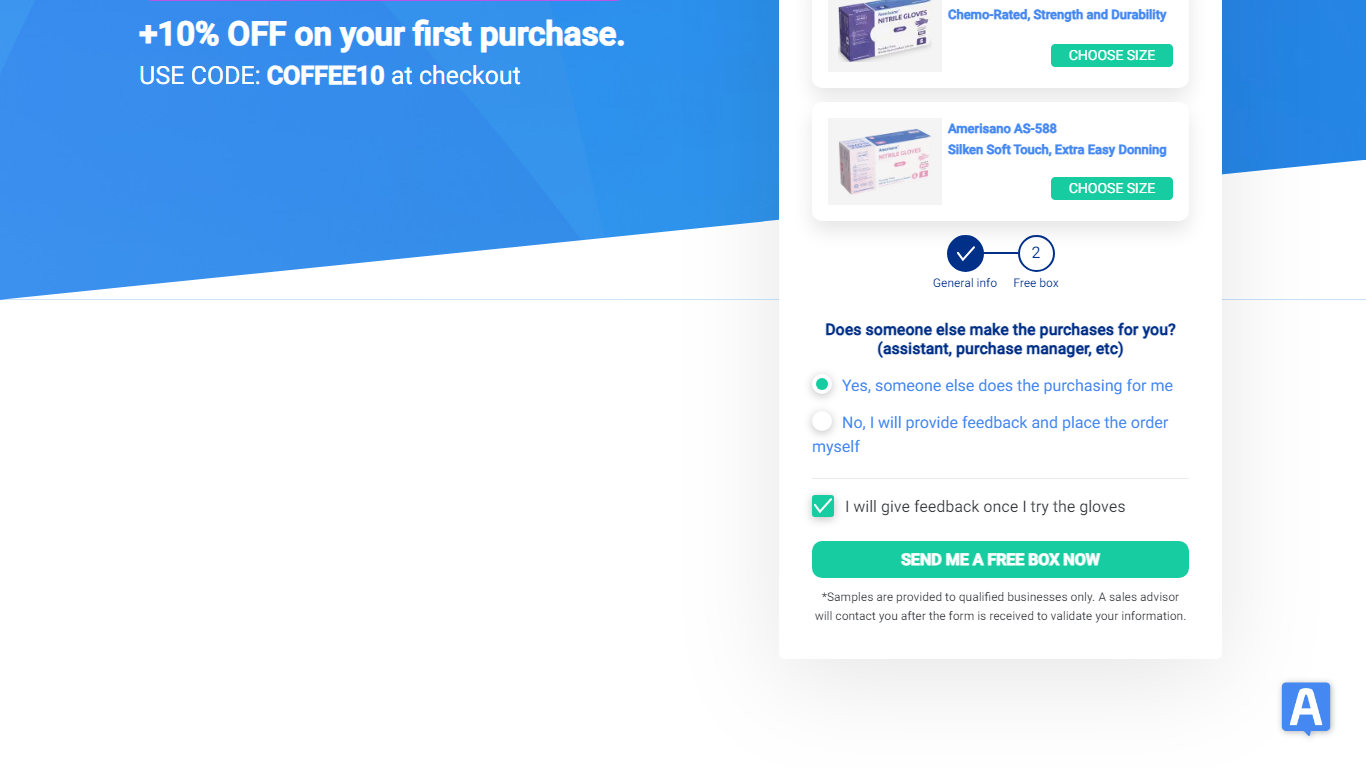 +10% OFF on your first purchase.
USE CODE: COFFEE10 at checkout
NITRILE GLOVES
Chemo-Rated, Strength and Durability
CHOOSE SIZE
NITRILE GLOVES
Amerisano AS-588
Silken Soft Touch, Extra Easy Donning
CHOOSE SIZE
2
General info
Free box
Does someone else make the purchases for you?
(assistant, purchase manager, etc)
Yes, someone else does the purchasing for me
No, I will provide feedback and place the order
myself
I will give feedback once I try the gloves
SEND ME A FREE BOX NOW
*Samples are provided to qualified businesses only. A sales advisor
will contact you after the form is received to validate your information.
A